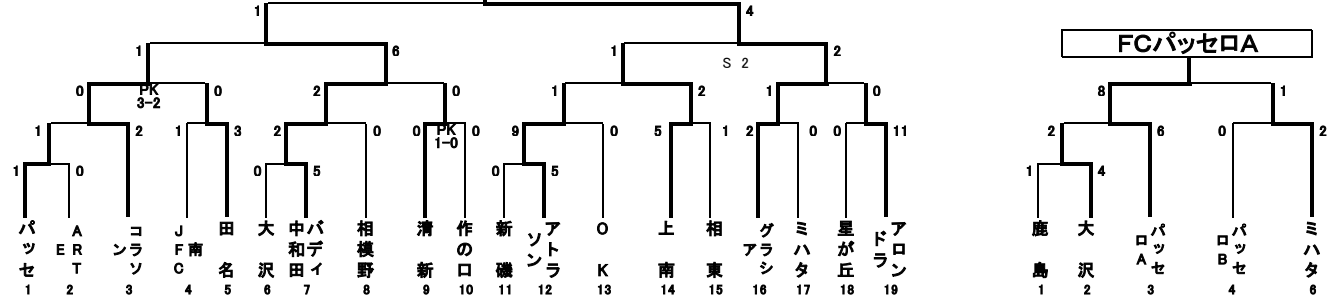 1 4
1 6 1 2
S 2
0 PK 0 2 0 1 2 1 0
3-2
1 2 1 3 2 0 0 PK 0 9 0 5 1 2 0 0 11
1-0
1 0 0 5 0 5
パッセ
ART E
コラソン
JFC 南
田名
大沢
バディ中和田
相模野
清新
作の口
新磯
アトラソン
OK
上南
相東
グラシア
ミハタ
星が丘
アロンドラ
1 2 3 4 5 6 7 8 9 10 11 12 13 14 15 16 17 18 19
FCパッセロA
8 1
2 6 0 2
1 4
鹿島
大沢
パッセロA
パッセロB
ミハタ
1 2 3 4 6